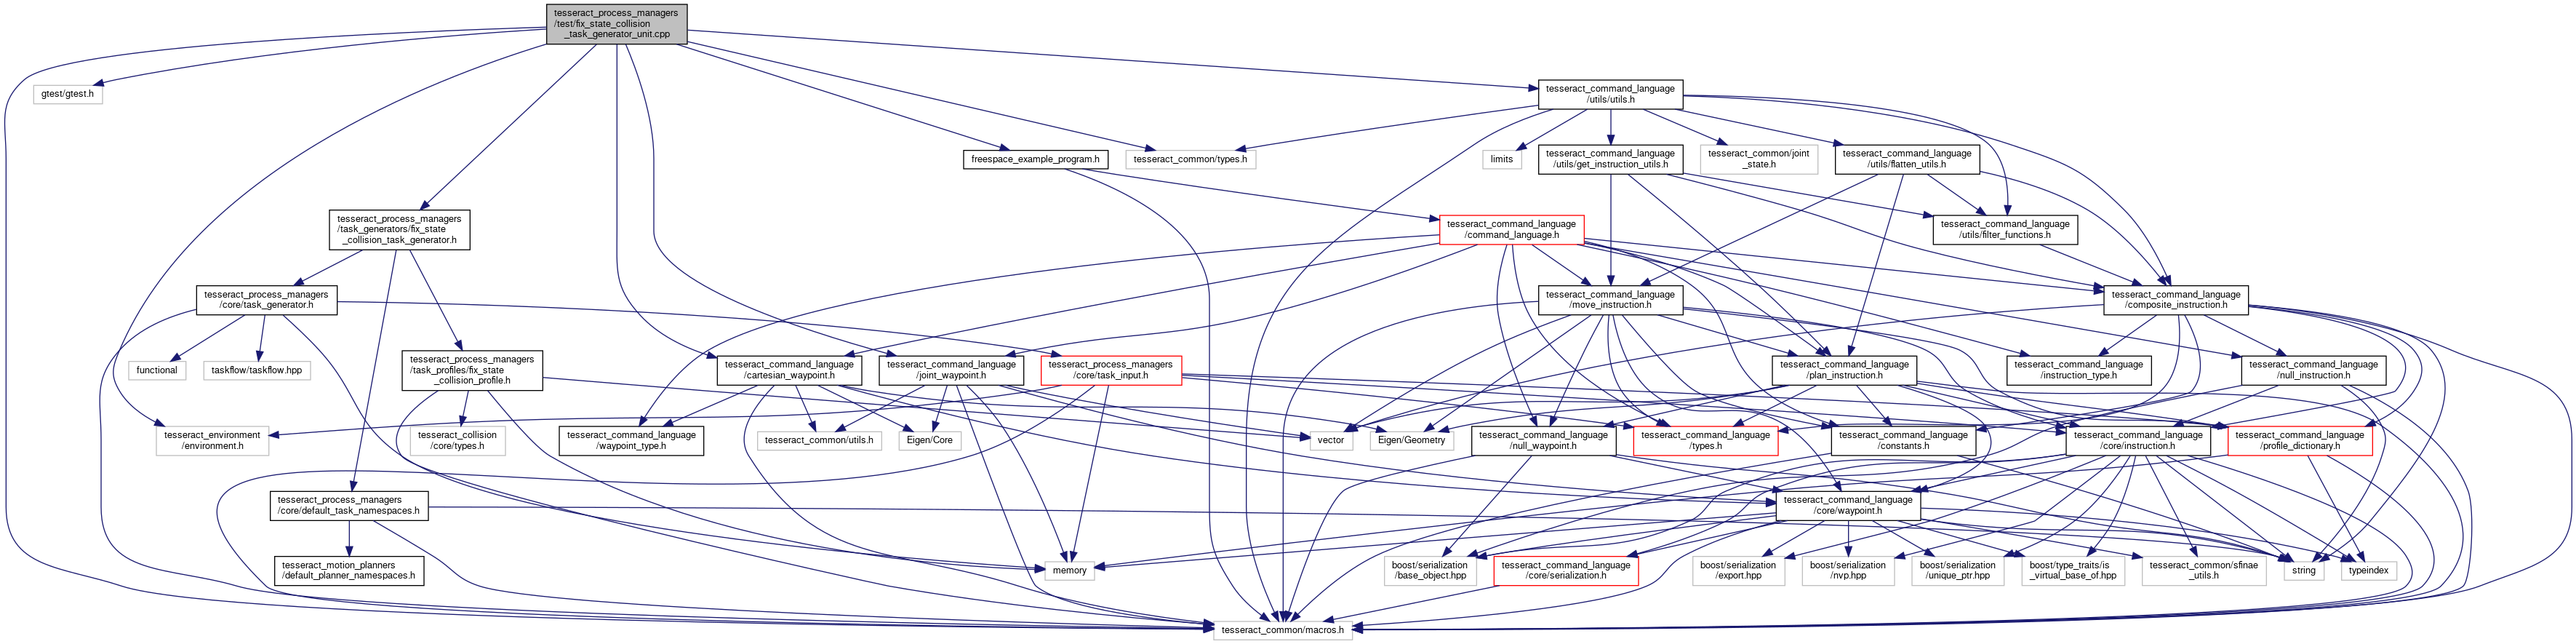 tesseract_process_managers
/test/fix_state_collision
_task_generator_unit.cpp
gtest/gtest.h
tesseract_command_language
/utils/utils.h
freespace_example_program.h
tesseract_common/types.h
limits
tesseract_command_language
/utils/get_instruction_utils.h
tesseract_common/joint
_state.h
tesseract_command_language
/utils/flatten_utils.h
tesseract_process_managers
/task_generators/fix_state
_collision_task_generator.h
tesseract_command_language
/command_language.h
tesseract_command_language
/utils/filter_functions.h
tesseract_process_managers
/core/task_generator.h
tesseract_command_language
/move_instruction.h
tesseract_command_language
/composite_instruction.h
functional
taskflow/taskflow.hpp
tesseract_process_managers
/task_profiles/fix_state
_collision_profile.h
tesseract_command_language
/cartesian_waypoint.h
tesseract_command_language
/joint_waypoint.h
tesseract_process_managers
/core/task_input.h
tesseract_command_language
/plan_instruction.h
tesseract_command_language
/instruction_type.h
tesseract_command_language
/null_instruction.h
tesseract_environment
/environment.h
tesseract_collision
/core/types.h
tesseract_command_language
/waypoint_type.h
tesseract_common/utils.h
Eigen/Core
vector
Eigen/Geometry
tesseract_command_language
/null_waypoint.h
tesseract_command_language
/types.h
tesseract_command_language
/constants.h
tesseract_command_language
/core/instruction.h
tesseract_command_language
/profile_dictionary.h
tesseract_process_managers
/core/default_task_namespaces.h
tesseract_command_language
/core/waypoint.h
tesseract_motion_planners
/default_planner_namespaces.h
memory
boost/serialization
/base_object.hpp
tesseract_command_language
/core/serialization.h
boost/serialization
/export.hpp
boost/serialization
/nvp.hpp
boost/serialization
/unique_ptr.hpp
boost/type_traits/is
_virtual_base_of.hpp
tesseract_common/sfinae
_utils.h
string
typeindex
tesseract_common/macros.h